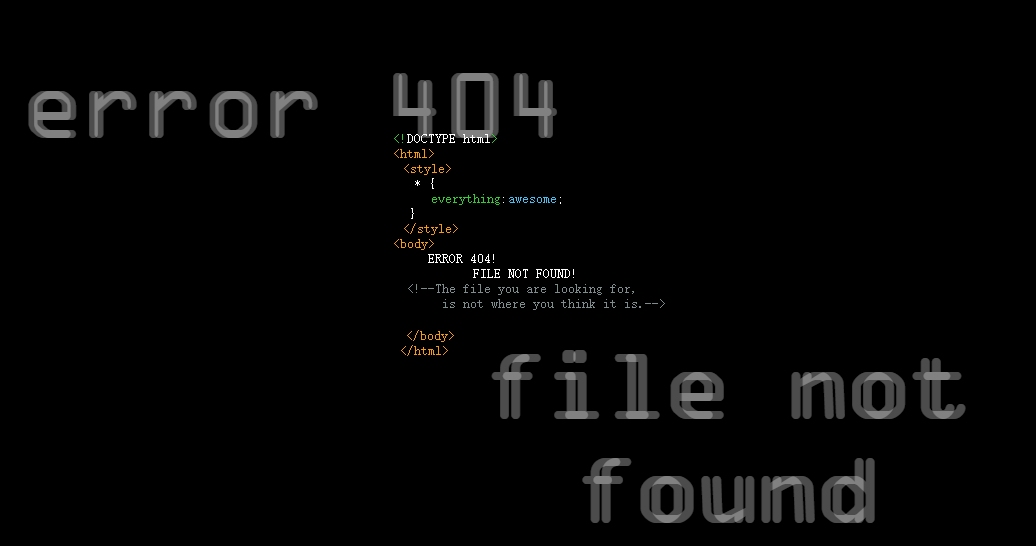 error 404
<!DOCTYPE html>
<html>
<style>
* {
everything:awesome;
}
</style>
<body>
ERROR 404!
FILE NOT FOUND!
<!--The file you are looking for,
is not where you think it is.-->
</body>
</html>
file not
found